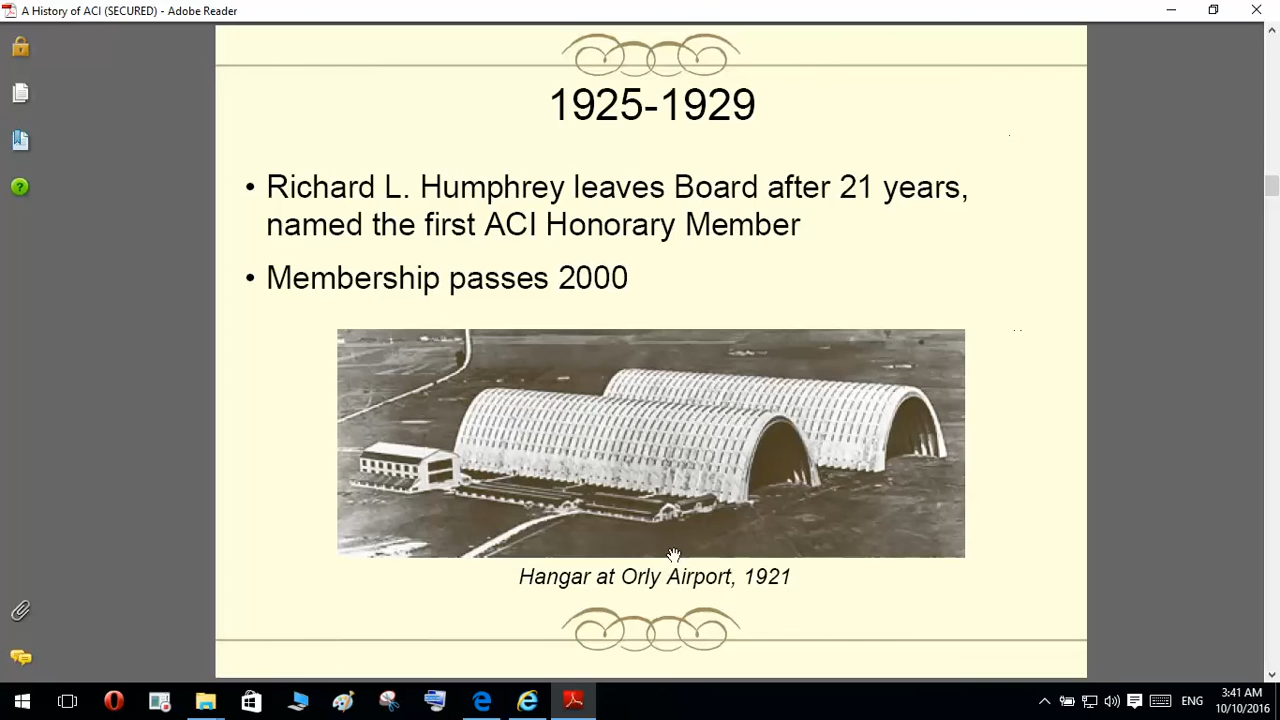 A History of ACI (SECURED) - Adobe Reader
1925-1929
• Richard L. Humphrey leaves Board after 21 years,
named the first ACI Honorary Member
• Membership passes 2000
Hangar at Orly Airport, 1921
ENG
3:41 AM
10/10/2016